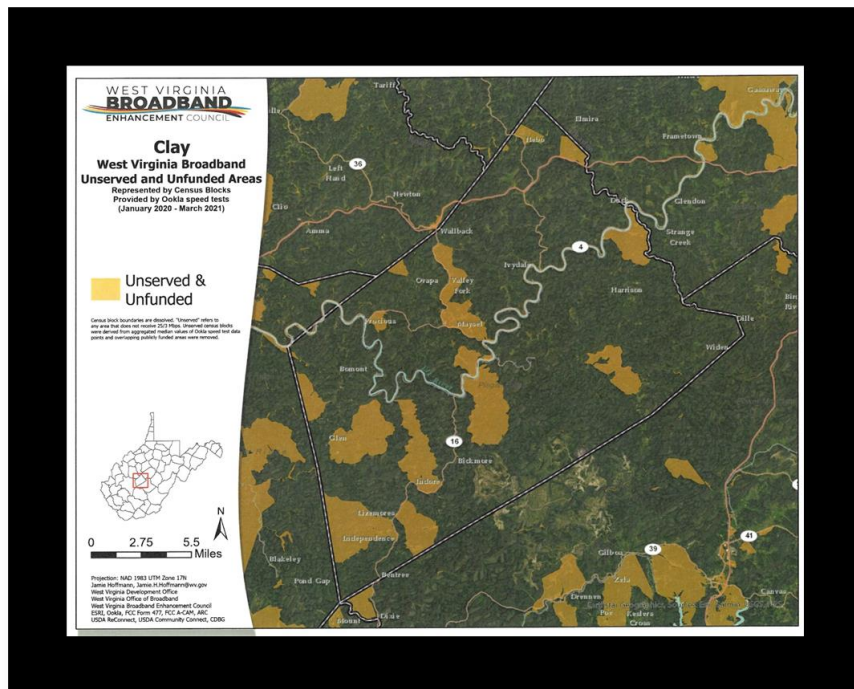 WEST VIRGINIA
BROADBAND
ENHANCEMENT COUNCIL
Clay
West Virginia Broadband
Unserved and Unfunded Areas
Represented by Census Blocks
Provided by Ookla speed tests
(January 2020 - March 2021)
Unserved &
Unfunded
Census block boundaries are dissolved. "Unserved" refers to
any area that does not receive 25/3 Mbps. Unserved census blocks
were derived from aggregated median values of Ookla speed test data
points and overlapping publicly funded areas were removed.
N
0 2.75 5.5
Miles
Projection: NAD 1983 UTM Zone 17N
Jamie Hoffmann, Jamie.H.Hoffmann@wv.gov
West Virginia Development Office
West Virginia Office of Broadband
West Virginia Broadband Enhancement Council
ESRI, Ookla, FCC Form 477, FCC A-CAM, ARC
USDA ReConnect, USDA Community Connect, CDBG
Tariff
Gassaway
Elmira
Frametown
36
Left
Hand
Newton
Clio
Duck
Glendon
Amma
Wallback
Strange
Creek
4
Ivydale
Ovapa
Valley
Fork
Harrison
Maysel
Dille
Widen
Bomont
Glen
16
Bickmore
Indore
Lizemores
Independence
41
39
Gilboa
Blakeley
Pond Gap
Bentree
Zela
Drennen
Canvas
Dixie
Mount
Keslers
Cross